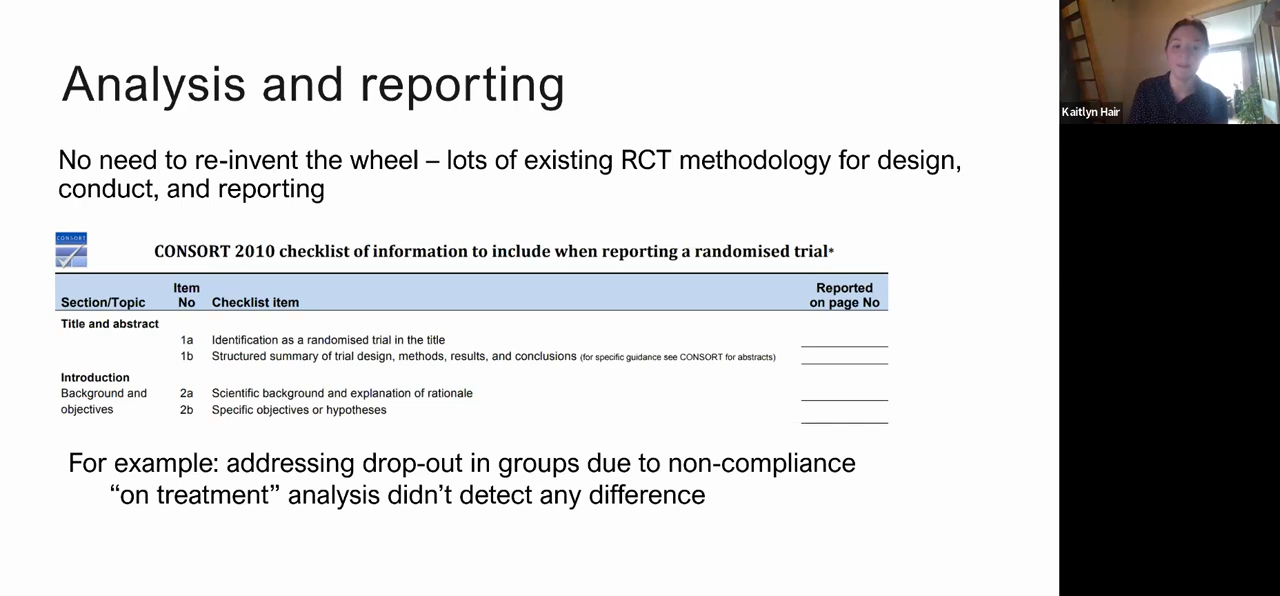 Analysis and reporting
No need to re-invent the wheel – lots of existing RCT methodology for design,
conduct, and reporting
CONSORT
CONSORT 2010 checklist of information to include when reporting a randomised trial*
Section/Topic Item No Checklist item Reported on page No
Title and abstract
1a Identification as a randomised trial in the title
1b Structured summary of trial design, methods, results, and conclusions (for specific guidance see CONSORT for abstracts)
Introduction
Background and objectives 2a Scientific background and explanation of rationale
2b Specific objectives or hypotheses
For example: addressing drop-out in groups due to non-compliance
“on treatment” analysis didn’t detect any difference
Kaitlyn Hair